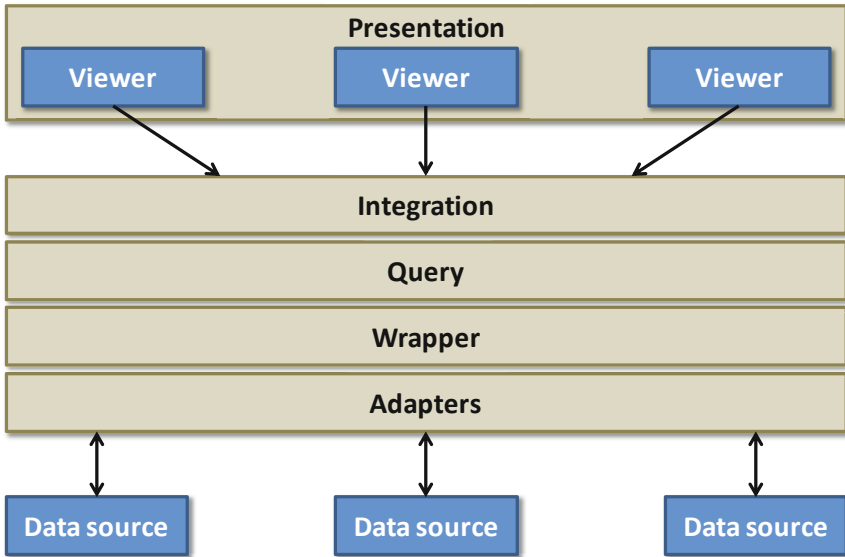 Presentation
Viewer Viewer Viewer
Integration
Query
Wrapper
Adapters
Data source Data source Data source